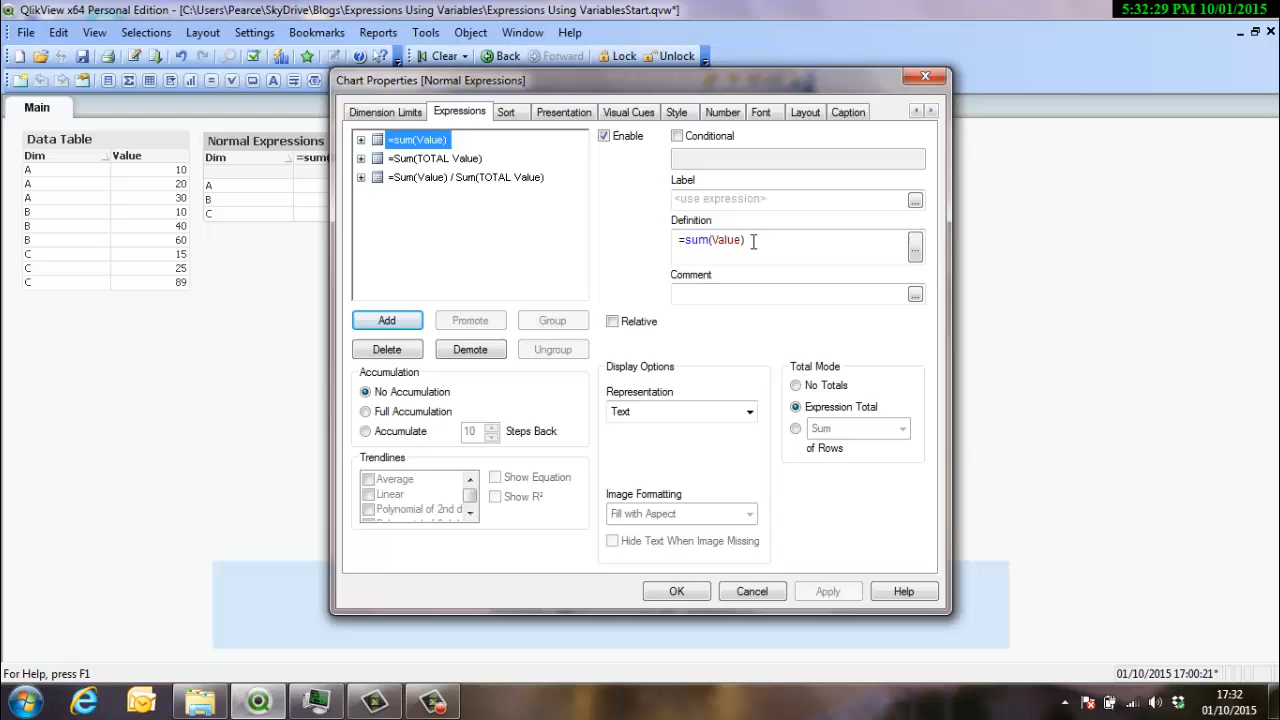 QlikView x64 Personal Edition - [C:\Users\Pearce\SkyDrive\Blogs\Expressions Using Variables\Expressions Using VariablesStart.qvw*]
5:32:29 PM 10/01/2015
File Edit View Selections Layout Settings Bookmarks Reports Tools Object Window Help
Clear Back Forward Lock Unlock
Main
Chart Properties [Normal Expressions]
Dimension Limits Expressions Sort Presentation Visual Cues Style Number Font Layout Caption
Data Table
Dim Value
A 10
A 20
A 30
B 10
B 40
B 60
C 15
C 25
C 89
Normal Expressions
Dim =sum(
A
B
C
=sum(Value)
=Sum(TOTAL Value)
=Sum(Value) / Sum(TOTAL Value)
Enable Conditional
Label
<use expression>
...
Definition
=sum(Value)
...
Comment
...
Add Promote Group
Relative
Delete Demote Ungroup
Accumulation
No Accumulation
Full Accumulation
Accumulate 10 Steps Back
Trendlines
Average
Linear
Polynomial of 2nd d
Show Equation
Show R²
Display Options
Representation
Text
Image Formatting
Fill with Aspect
Hide Text When Image Missing
Total Mode
No Totals
Expression Total
Sum
of Rows
OK Cancel Apply Help
For Help, press F1
01/10/2015 17:00:21*
17:32
01/10/2015